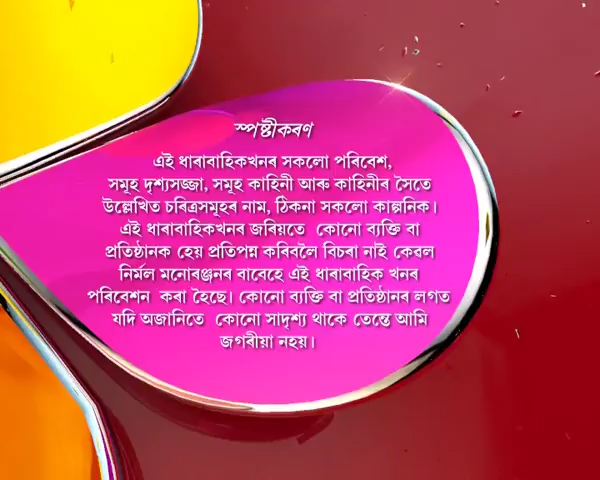 স্পষ্টীকৰণ
এই ধাৰাবাহিকখনৰ সকলো পৰিবেশ,
সমূহ দৃশ্যসজ্জা, সমূহ কাহিনী আৰু কাহিনীৰ সৈতে
উল্লেখিত চৰিত্ৰসমূহৰ নাম, ঠিকনা সকলো কাল্পনিক।
এই ধাৰাবাহিকখনৰ জৰিয়তে কোনো ব্যক্তি বা
প্ৰতিষ্ঠানক হেয় প্ৰতিপন্ন কৰিবলৈ বিচৰা নাই কেৱল
নিৰ্মল মনোৰঞ্জনৰ বাবেহে এই ধাৰাবাহিক খনৰ
পৰিবেশন কৰা হৈছে। কোনো ব্যক্তি বা প্ৰতিষ্ঠানৰ লগত
যদি অজানিতে কোনো সাদৃশ্য থাকে তেন্তে আমি
জগৰীয়া নহয়।